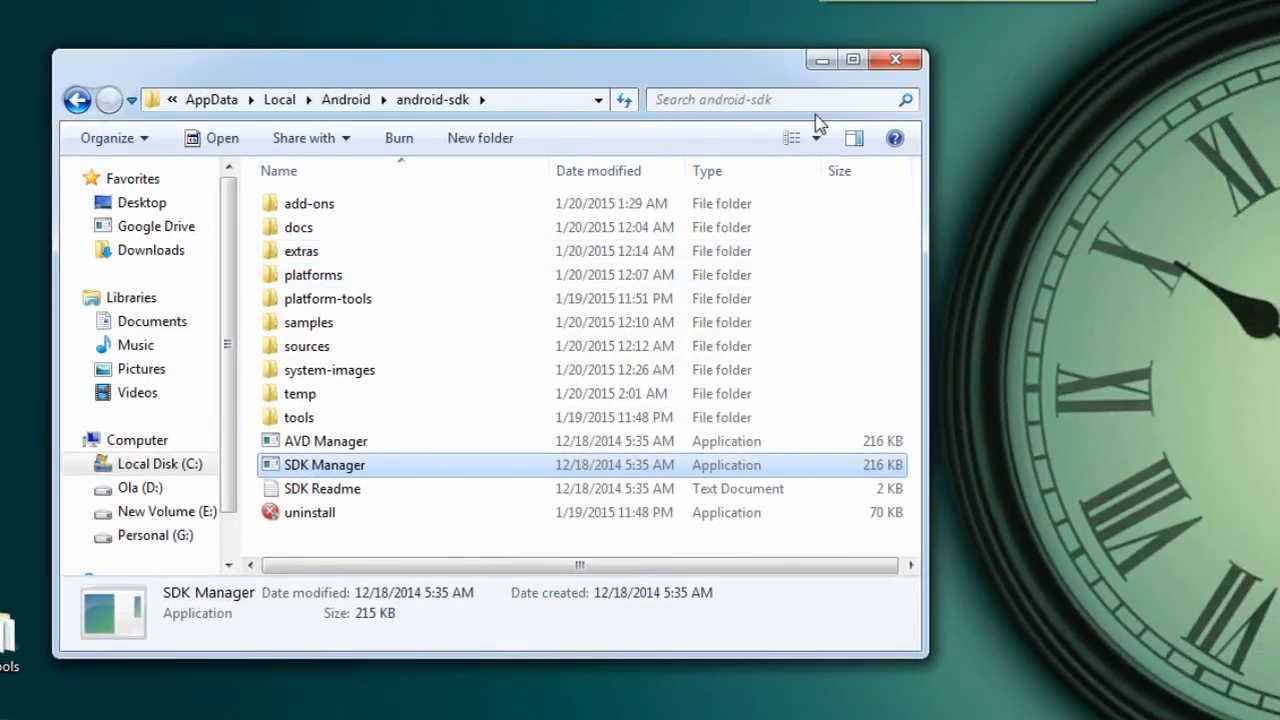 « AppData Local Android android-sdk Search android-sdk
Organize Open Share with Burn New folder
Name Date modified Type Size
Favorites
Desktop
Google Drive
Downloads
Libraries
Documents
Music
Pictures
Videos
Computer
Local Disk (C:)
Ola (D:)
New Volume (E:)
Personal (G:)
add-ons 1/20/2015 1:29 AM File folder
docs 1/20/2015 12:04 AM File folder
extras 1/20/2015 12:14 AM File folder
platforms 1/20/2015 12:07 AM File folder
platform-tools 1/19/2015 11:51 PM File folder
samples 1/20/2015 12:10 AM File folder
sources 1/20/2015 12:12 AM File folder
system-images 1/20/2015 12:26 AM File folder
temp 1/20/2015 2:01 AM File folder
tools 1/19/2015 11:48 PM File folder
AVD Manager 12/18/2014 5:35 AM Application 216 KB
SDK Manager 12/18/2014 5:35 AM Application 216 KB
SDK Readme 12/18/2014 5:35 AM Text Document 2 KB
uninstall 1/19/2015 11:48 PM Application 70 KB
SDK Manager Date modified: 12/18/2014 5:35 AM Date created: 12/18/2014 5:35 AM
Application Size: 215 KB
ools
X
XI
IX
VIII
VII